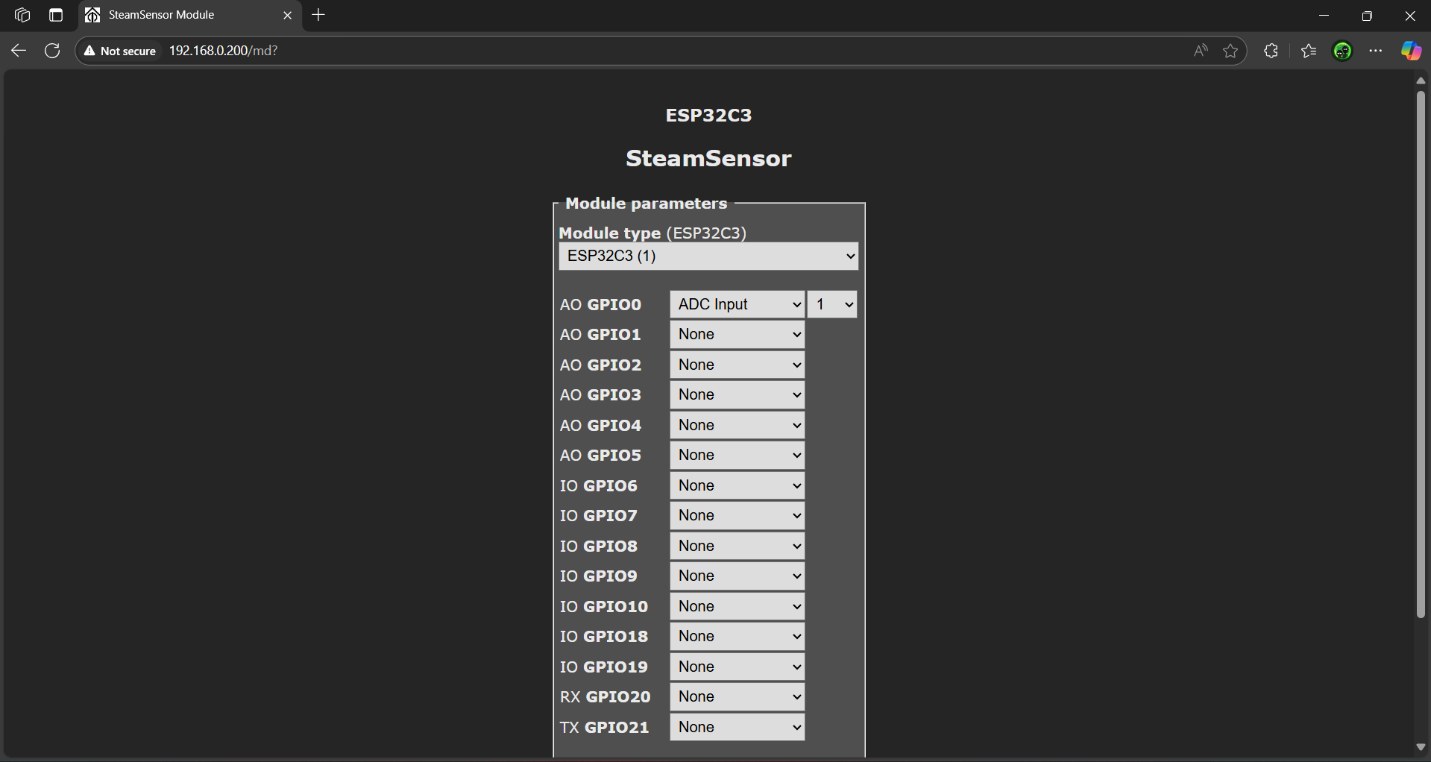 SteamSensor Module
Not secure 192.168.0.200/md?
ESP32C3
SteamSensor
Module parameters
Module type (ESP32C3)
ESP32C3 (1)
AO GPIO0 ADC Input 1
AO GPIO1 None
AO GPIO2 None
AO GPIO3 None
AO GPIO4 None
AO GPIO5 None
IO GPIO6 None
IO GPIO7 None
IO GPIO8 None
IO GPIO9 None
IO GPIO10 None
IO GPIO18 None
IO GPIO19 None
RX GPIO20 None
TX GPIO21 None